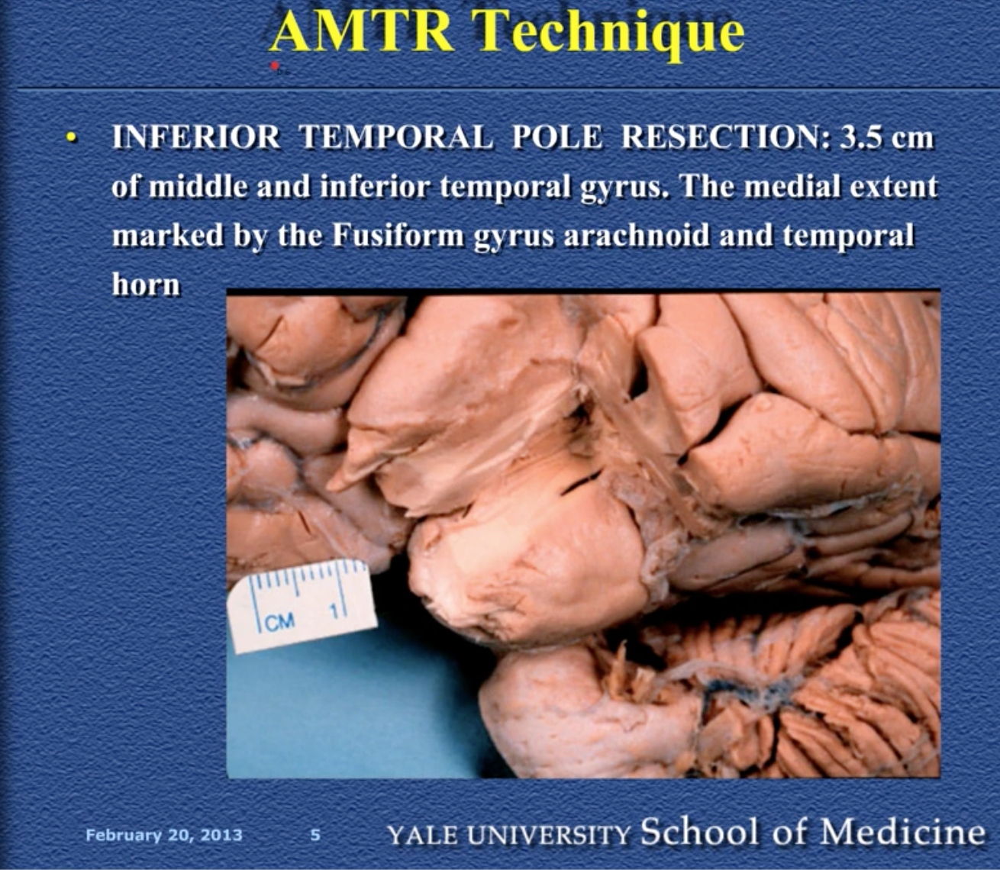 AMTR Technique
• INFERIOR TEMPORAL POLE RESECTION: 3.5 cm
of middle and inferior temporal gyrus. The medial extent
marked by the Fusiform gyrus arachnoid and temporal
horn
CM 1
February 20, 2013 5 YALE UNIVERSITY School of Medicine